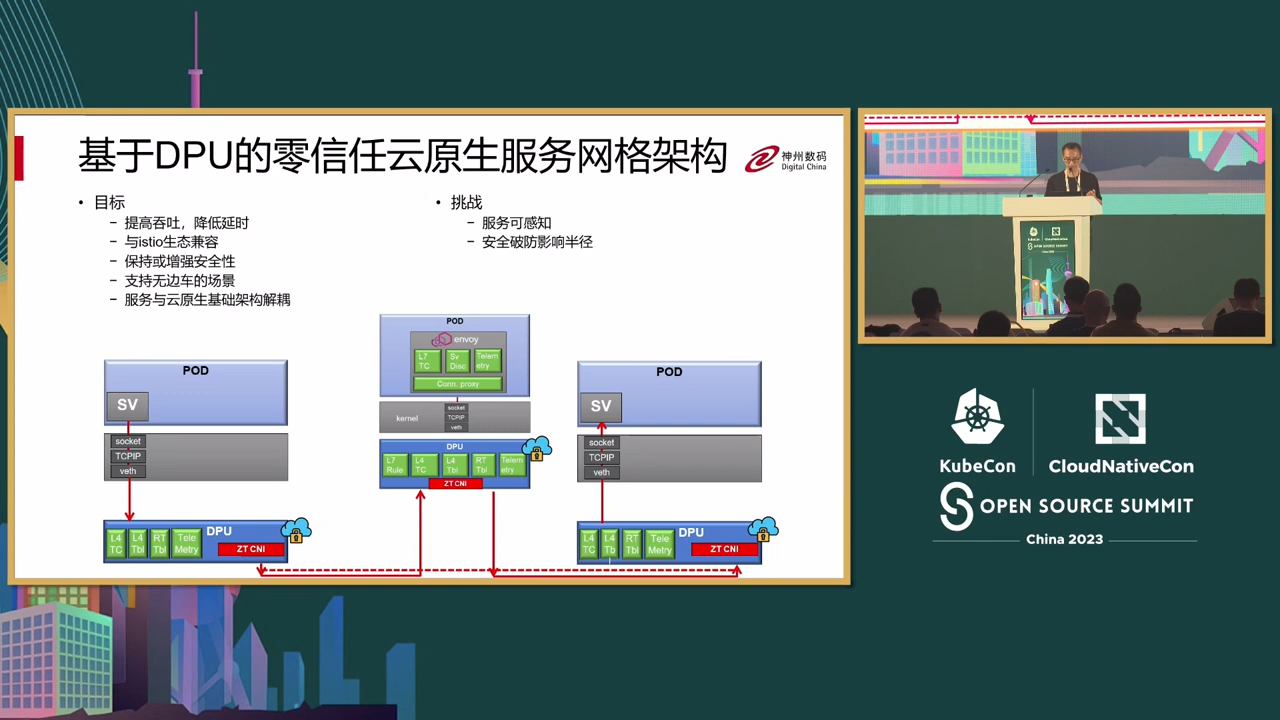 基于DPU的零信任云原生服务网格架构
神州数码
Digital China
• 目标
– 提高吞吐，降低延时
– 与istio生态兼容
– 保持或增强安全性
– 支持无边车的场景
– 服务与云原生基础架构解耦
• 挑战
– 服务可感知
– 安全破防影响半径
POD
SV
socket
TCPIP
veth
DPU
L4 TC
L4 Tbl
RT Tbl
Tele Metry
ZT CNI
POD
envoy
L7 TC
Sv Disc
Telem etry
Conn. proxy
kernel
socket
TCPIP
veth
DPU
L7 Rule
L4 TC
L4 Tbl
RT Tbl
Telem etry
ZT CNI
POD
SV
socket
TCPIP
veth
DPU
L4 TC
L4 Tb
RT Tbl
Tele Metry
ZT CNI
KubeCon
CloudNativeCon
OPEN SOURCE SUMMIT
China 2023